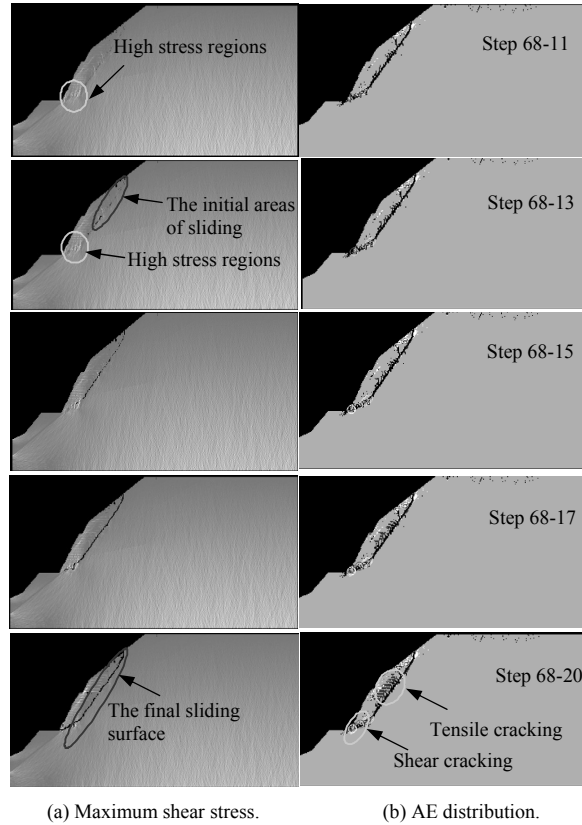 High stress regions
Step 68-11
The initial areas
of sliding
High stress regions
Step 68-13
Step 68-15
Step 68-17
The final sliding
surface
Step 68-20
Tensile cracking
Shear cracking
(a) Maximum shear stress.
(b) AE distribution.